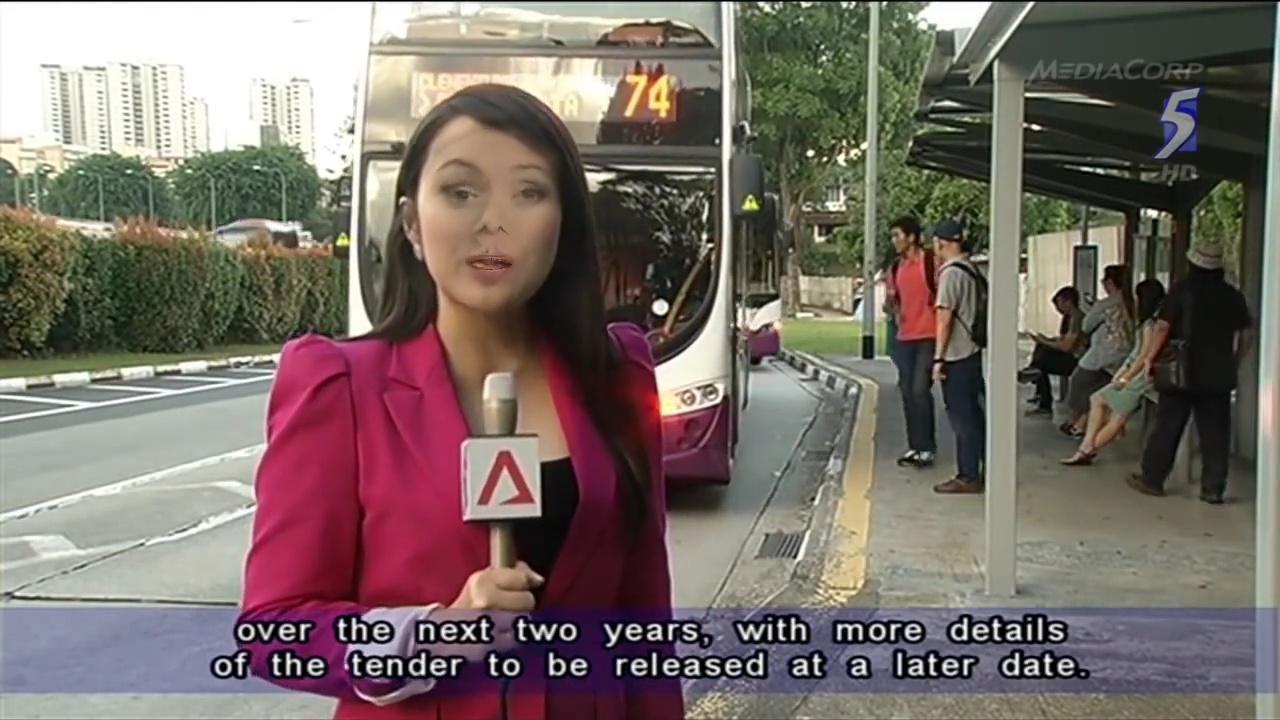 MEDIACORP
5
HD
74
over the next two years, with more details
of the tender to be released at a later date.